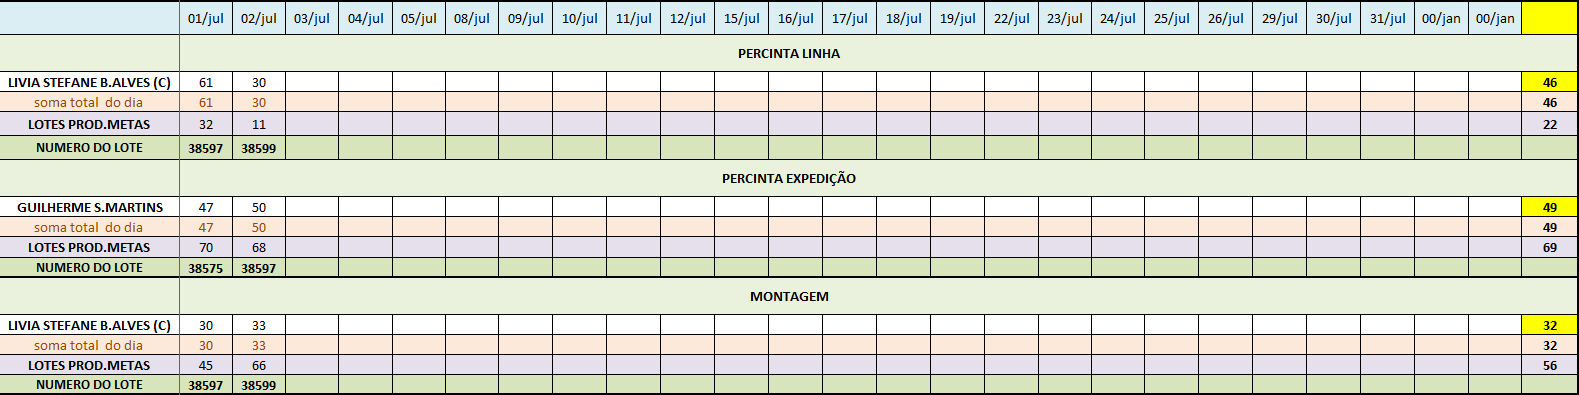 01/jul 02/jul 03/jul 04/jul 05/jul 08/jul 09/jul 10/jul 11/jul 12/jul 15/jul 16/jul 17/jul 18/jul 19/jul 22/jul 23/jul 24/jul 25/jul 26/jul 29/jul 30/jul 31/jul 00/jan 00/jan
PERCINTA LINHA
LIVIA STEFANE B.ALVES (C) 61 30 46
soma total do dia 61 30 46
LOTES PROD.METAS 32 11 22
NUMERO DO LOTE 38597 38599
PERCINTA EXPEDIÇÃO
GUILHERME S.MARTINS 47 50 49
soma total do dia 47 50 49
LOTES PROD.METAS 70 68 69
NUMERO DO LOTE 38575 38597
MONTAGEM
LIVIA STEFANE B.ALVES (C) 30 33 32
soma total do dia 30 33 32
LOTES PROD.METAS 45 66 56
NUMERO DO LOTE 38597 38599